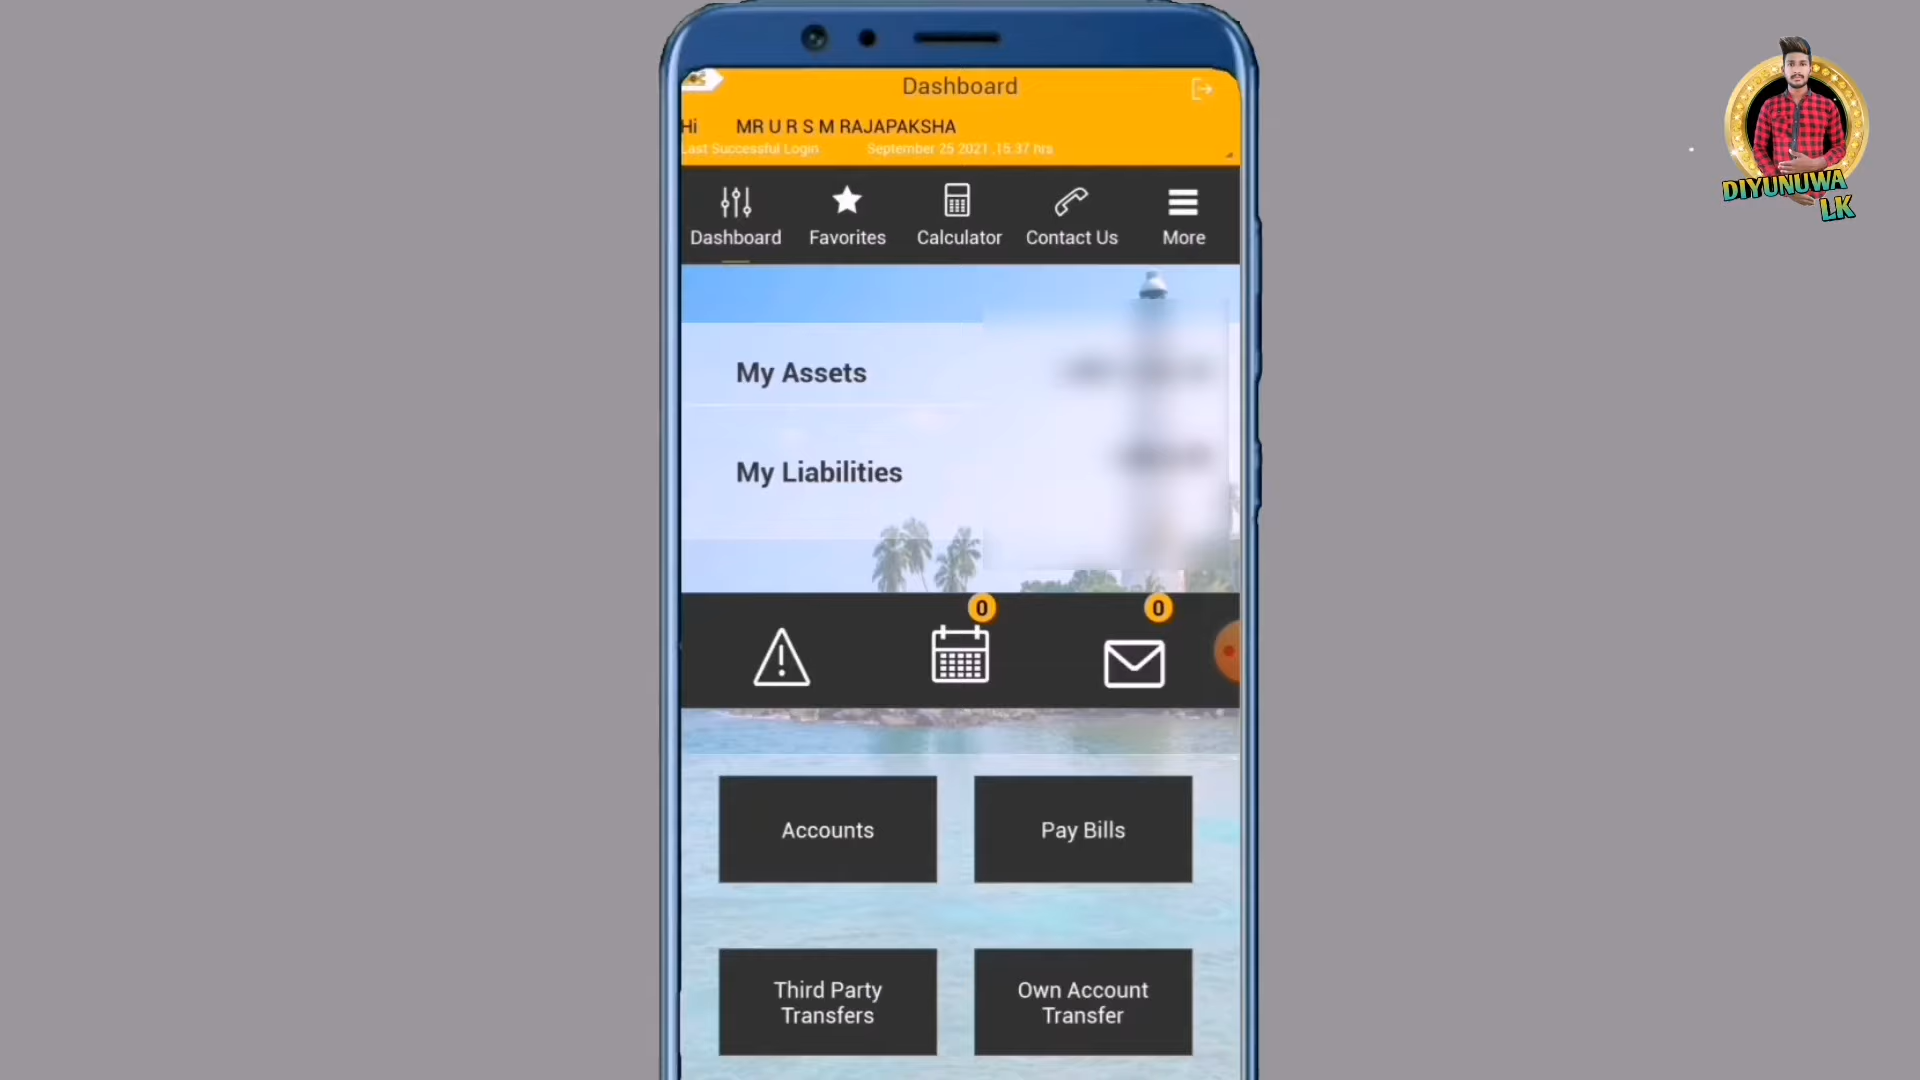 Dashboard
Hi MR U R S M RAJAPAKSHA
Last Successful Login September 25 2021 .15:37 hrs
Dashboard
Favorites
Calculator
Contact Us
More
My Assets
My Liabilities
0
0
Accounts
Pay Bills
Third Party
Transfers
Own Account
Transfer
DIYUNUWA
LK